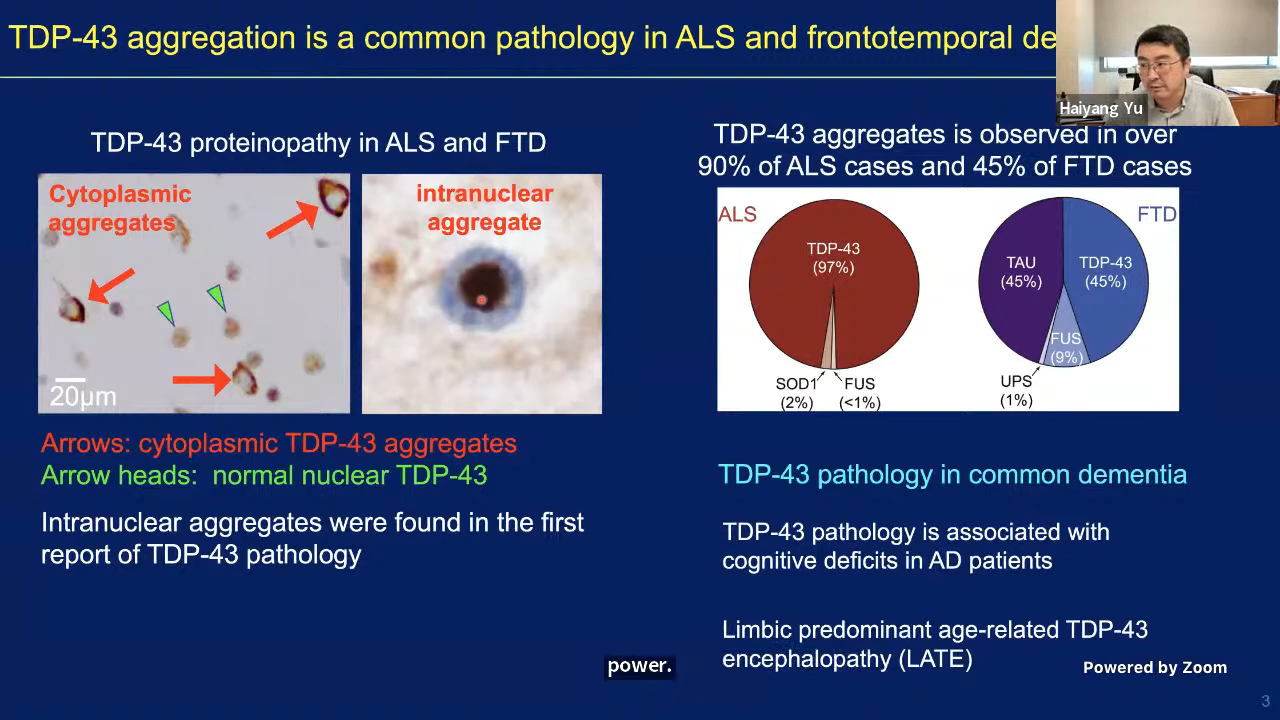 TDP-43 aggregation is a common pathology in ALS and frontotemporal de
Haiyang Yu
TDP-43 proteinopathy in ALS and FTD
Cytoplasmic
aggregates
intranuclear
aggregate
20µm
Arrows: cytoplasmic TDP-43 aggregates
Arrow heads: normal nuclear TDP-43
Intranuclear aggregates were found in the first
report of TDP-43 pathology
TDP-43 aggregates is observed in over
90% of ALS cases and 45% of FTD cases
ALS
TDP-43
(97%)
SOD1
(2%)
FUS
(<1%)
FTD
TAU
(45%)
TDP-43
(45%)
FUS
(9%)
UPS
(1%)
TDP-43 pathology in common dementia
TDP-43 pathology is associated with
cognitive deficits in AD patients
Limbic predominant age-related TDP-43
encephalopathy (LATE)
power.
Powered by Zoom
3